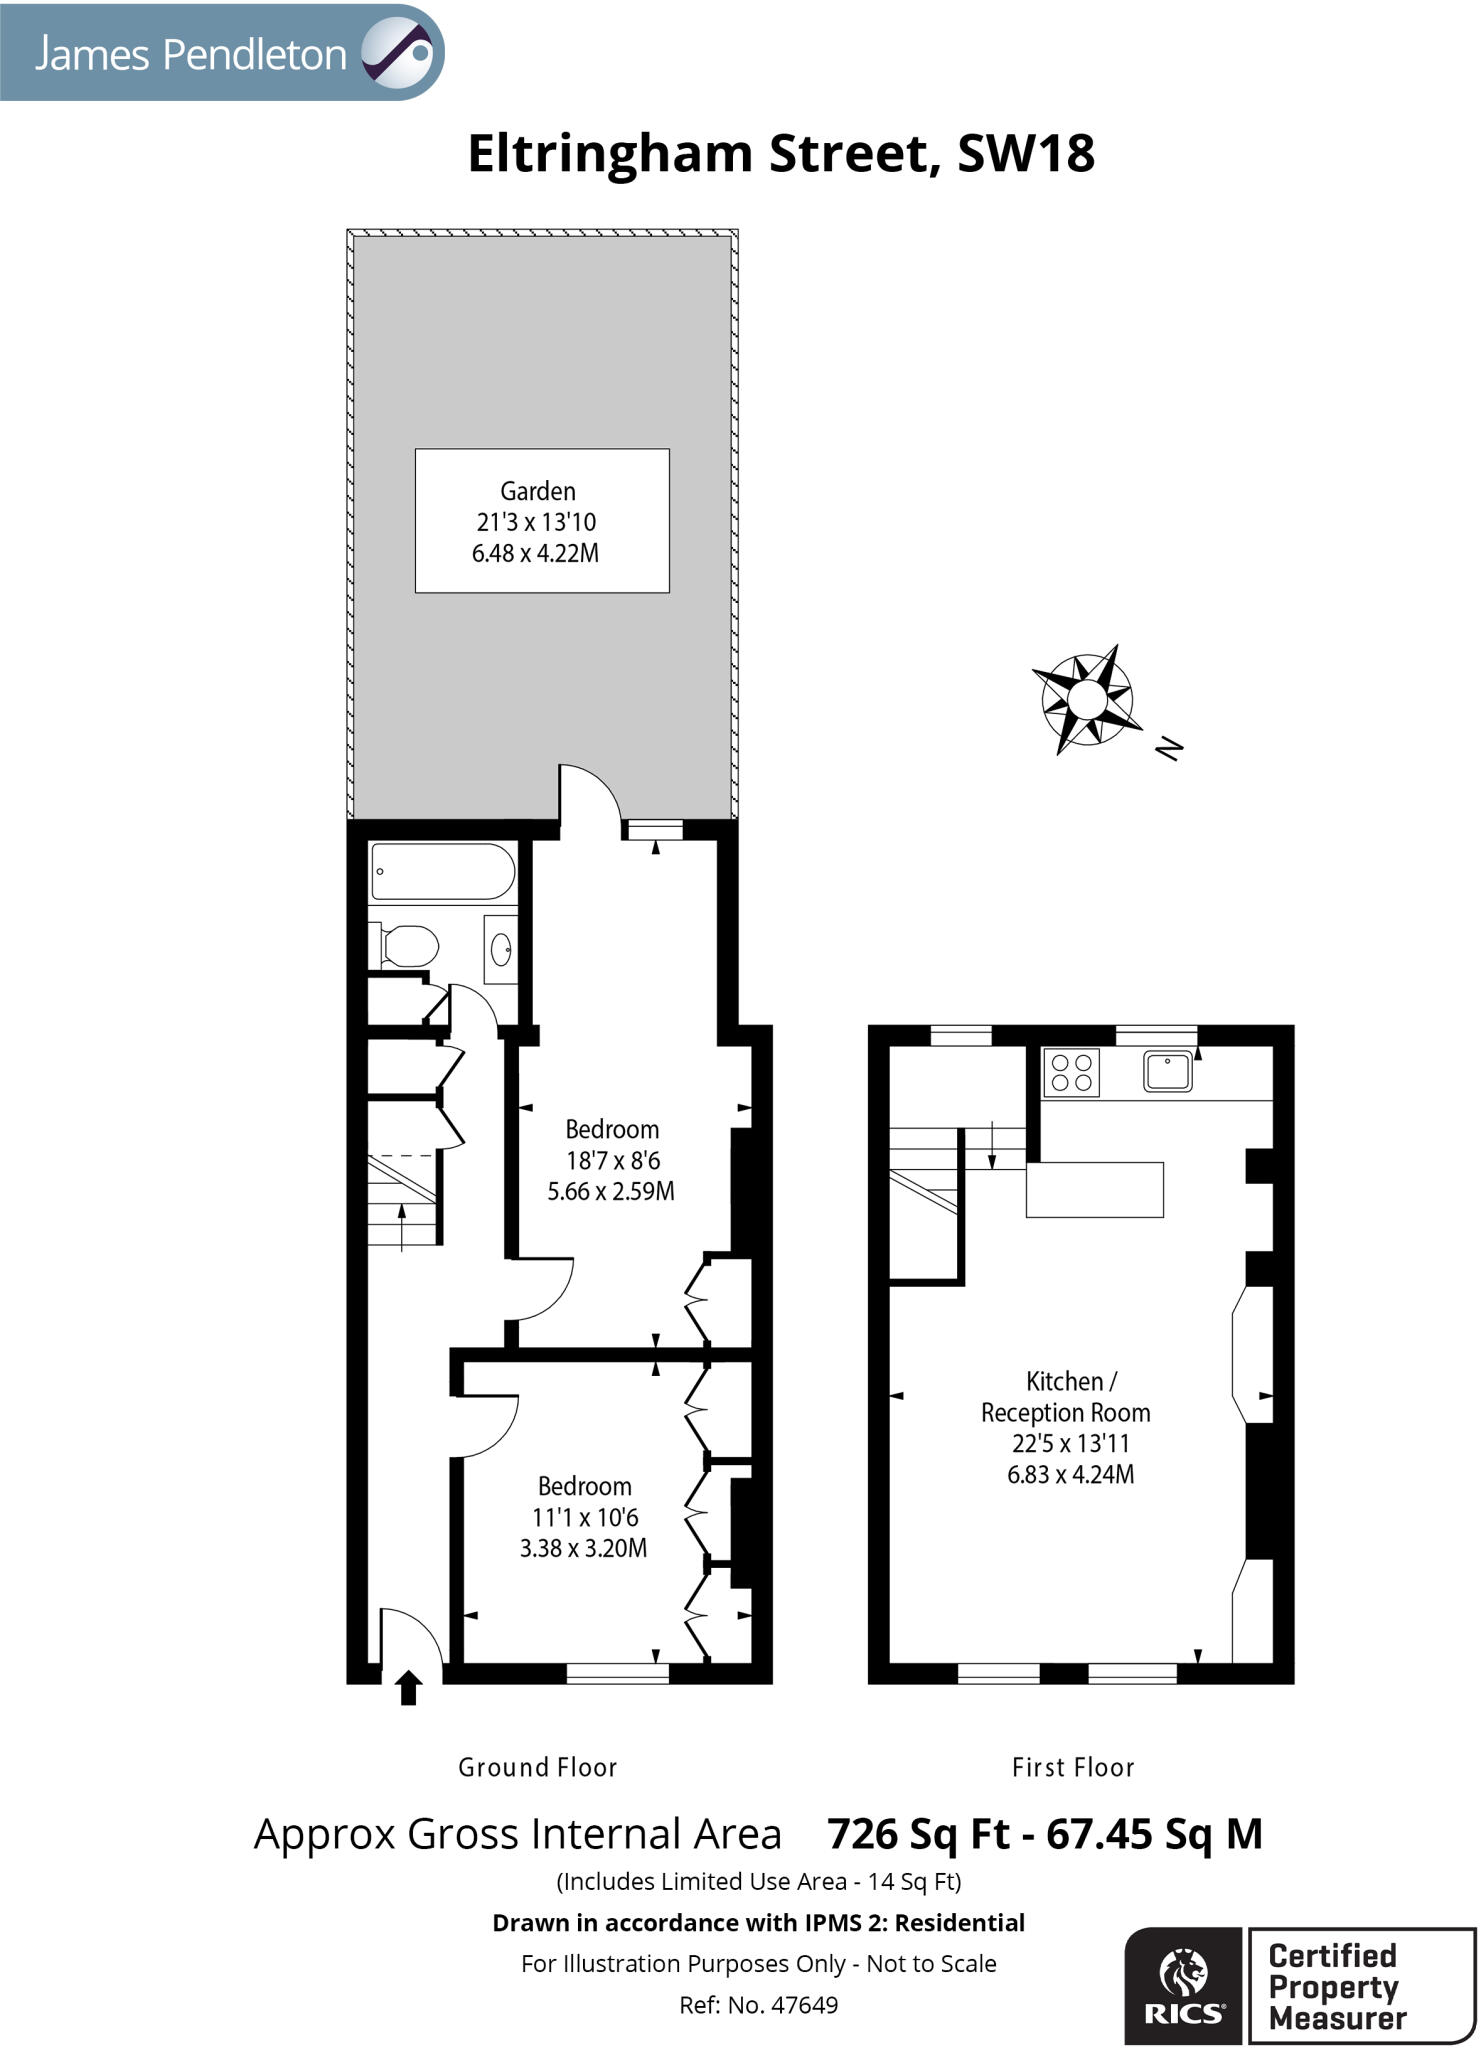 James Pendleton
Eltringham Street, SW18
Garden
21'3 x 13'10
6.48 x 4.22M
N
Bedroom
18'7 x 8'6
5.66 x 2.59M
Bedroom
11'1 x 10'6
3.38 x 3.20M
Kitchen /
Reception Room
22'5 x 13'11
6.83 x 4.24M
Ground Floor
First Floor
Approx Gross Internal Area 726 Sq Ft - 67.45 Sq M
(Includes Limited Use Area - 14 Sq Ft)
Drawn in accordance with IPMS 2: Residential
For Illustration Purposes Only - Not to Scale
Ref: No. 47649
RICS®
Certified
Property
Measurer